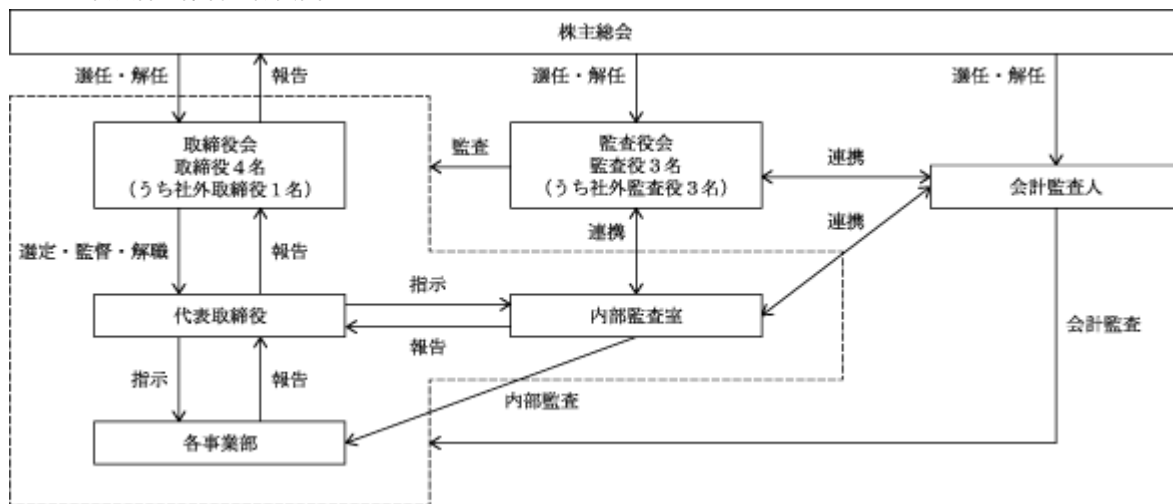 株主総会
選任・解任
報告
選任・解任
選任・解任
取締役会
取締役4名
(うち社外取締役1名)
監査
監査役会
監査役3名
(うち社外監査役3名)
連携
会計監査人
選定・監督・解職
報告
連携
連携
代表取締役
指示
報告
内部監査室
会計監査
指示
報告
内部監査
各事業部